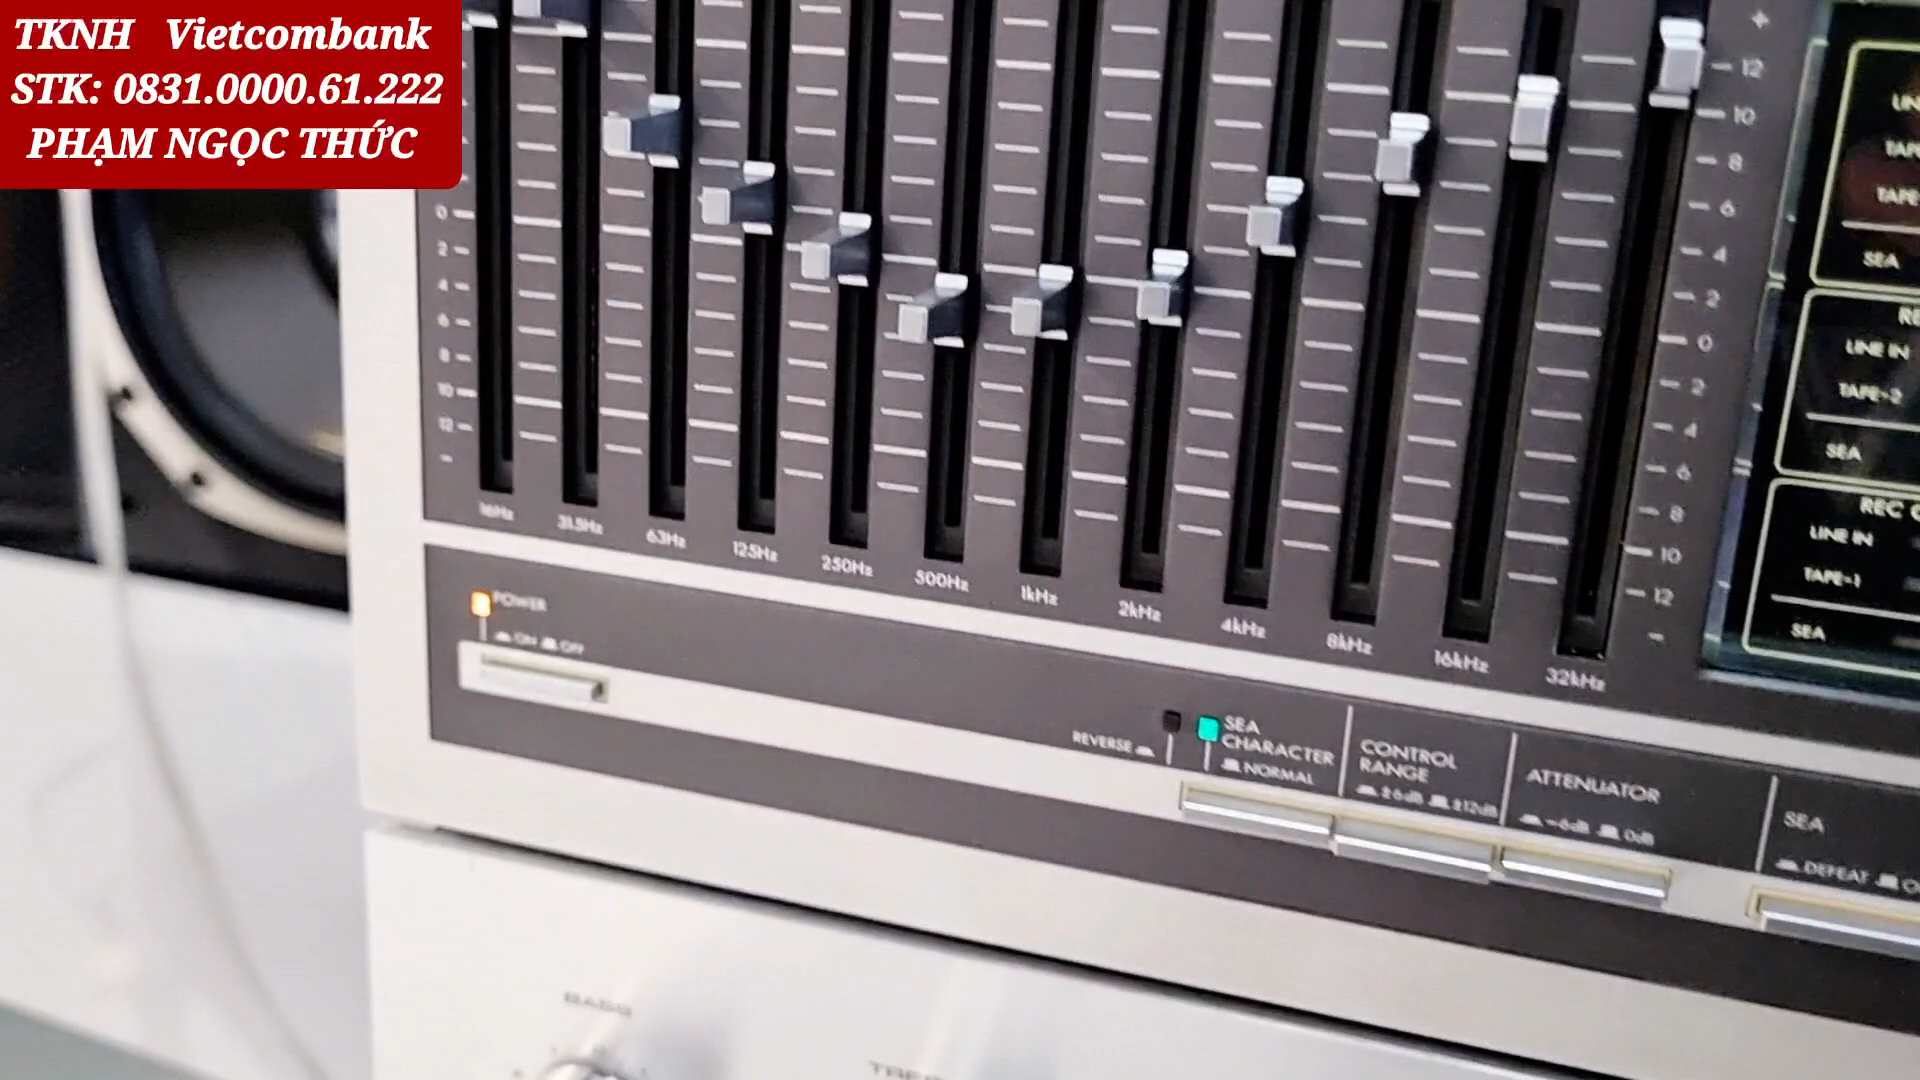 TKNH Vietcombank
STK: 0831.0000.61.222
PHẠM NGỌC THỨC
+
12
10
8
6
4
2
0
2
4
6
8
10
12
-
0
2
4
6
8
10
12
-
16Hz 31.5Hz 63Hz 125Hz 250Hz 500Hz 1kHz 2kHz 4kHz 8kHz 16kHz 32kHz
SEA
LINE IN
TAPE-2
SEA
REC
LINE IN
TAPE-1
SEA
POWER
ON OFF
REVERSE
SEA
CHARACTER
NORMAL
CONTROL
RANGE
±6dB ±12dB
ATTENUATOR
-6dB 0dB
SEA
DEFEAT
BASS